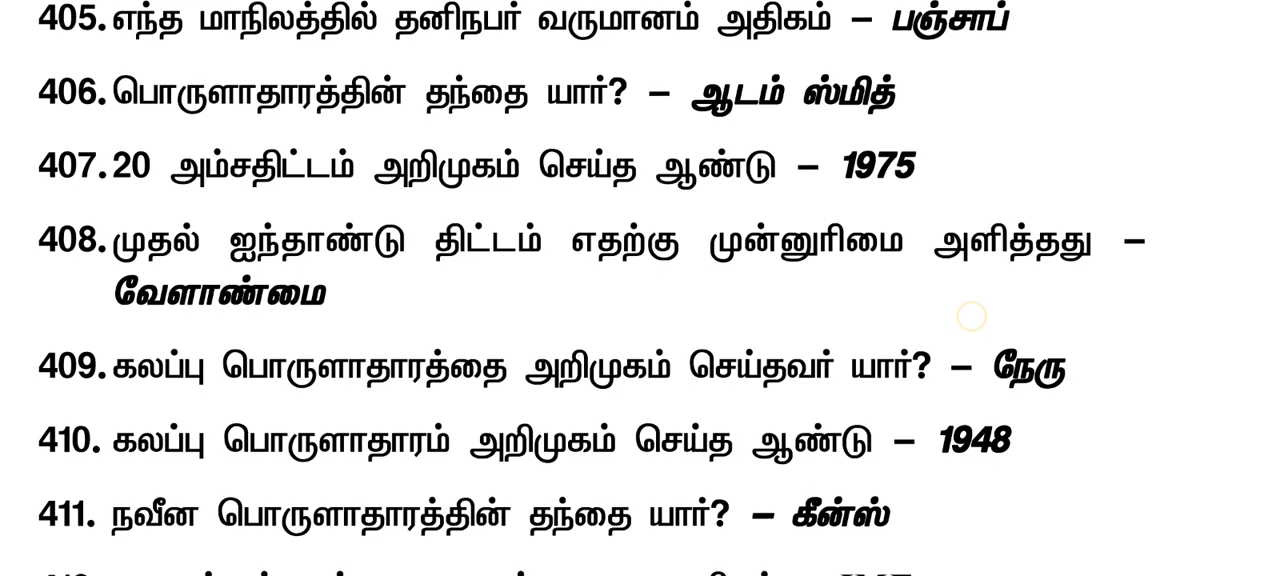 405. எந்த மாநிலத்தில் தனிநபர் வருமானம் அதிகம் – பஞ்சாப்
406. பொருளாதாரத்தின் தந்தை யார்? – ஆடம் ஸ்மித்
407. 20 அம்சதிட்டம் அறிமுகம் செய்த ஆண்டு – 1975
408. முதல் ஐந்தாண்டு திட்டம் எதற்கு முன்னுரிமை அளித்தது –
வேளாண்மை
409. கலப்பு பொருளாதாரத்தை அறிமுகம் செய்தவர் யார்? – நேரு
410. கலப்பு பொருளாதாரம் அறிமுகம் செய்த ஆண்டு – 1948
411. நவீன பொருளாதாரத்தின் தந்தை யார்? – கீன்ஸ்